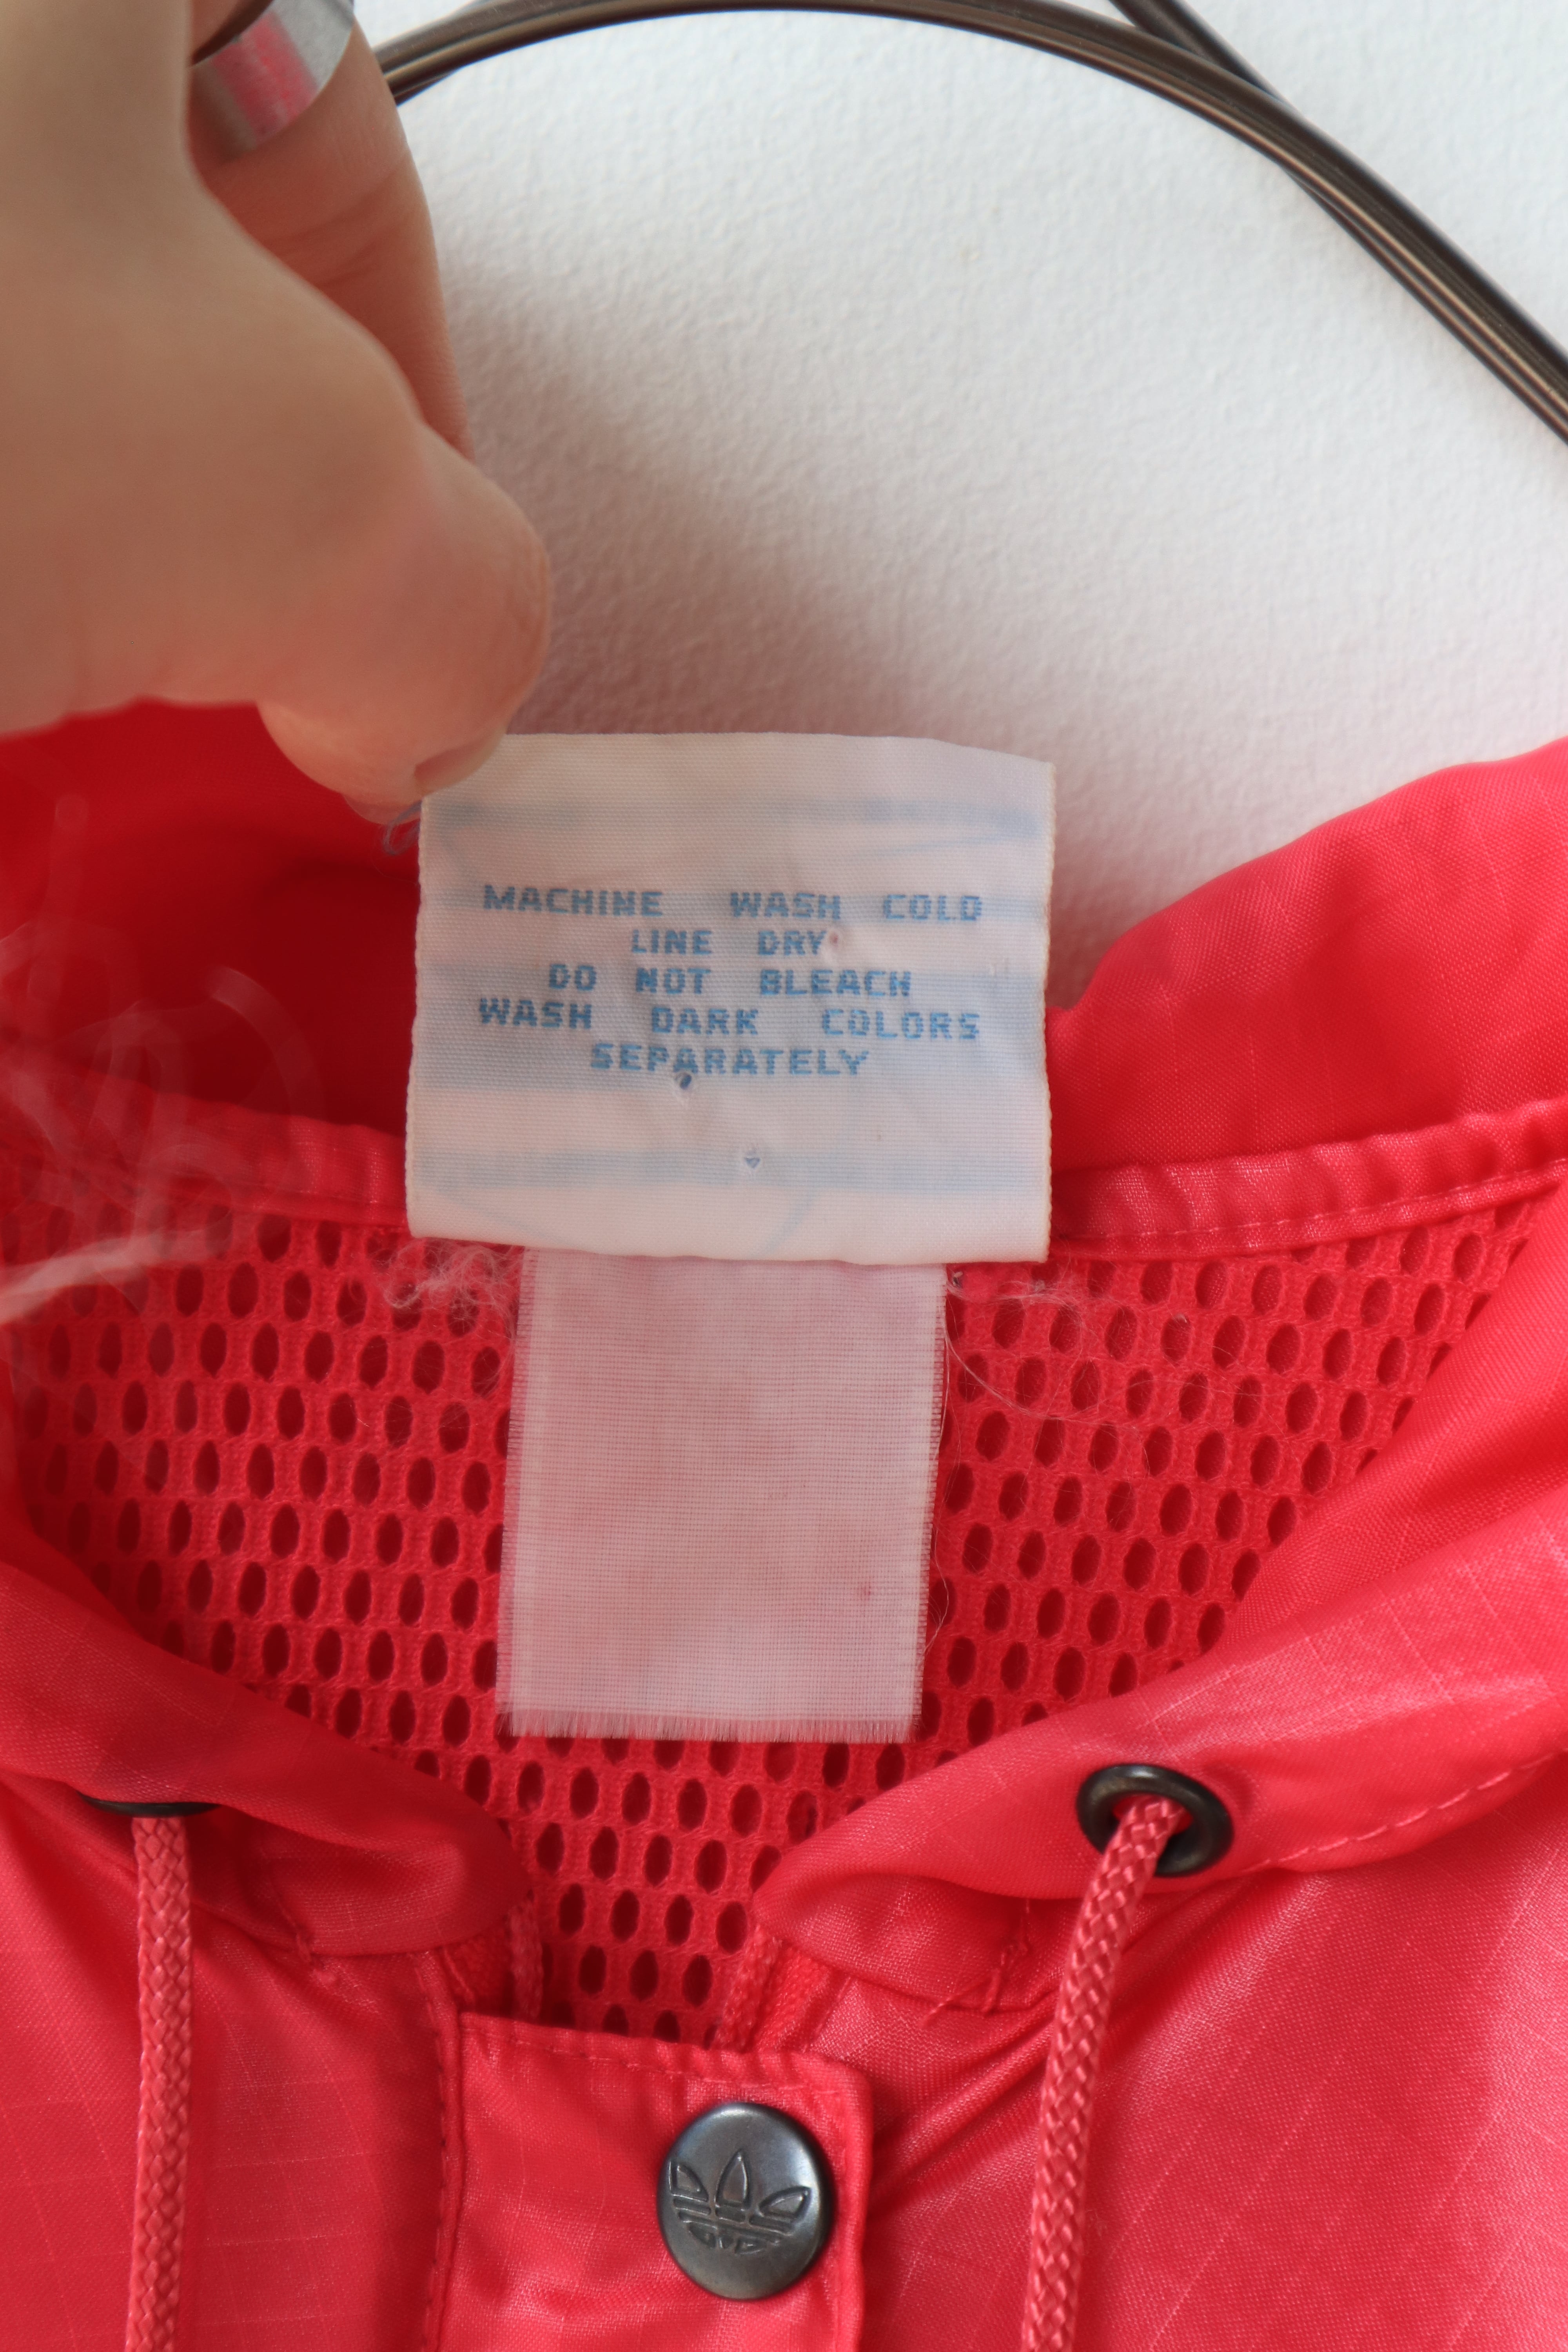 MACHINE WASH COLD
LINE DRY
DO NOT BLEACH
WASH DARK COLORS
SEPARATELY